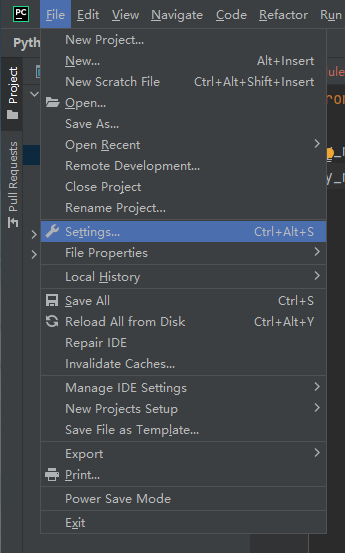 PC
File Edit View Navigate Code Refactor Run
Pyth
New Project...
New... Alt+Insert
New Scratch File Ctrl+Alt+Shift+Insert
Open...
Save As...
Open Recent
Remote Development...
Close Project
Rename Project...
Settings... Ctrl+Alt+S
File Properties
Local History
Save All Ctrl+S
Reload All from Disk Ctrl+Alt+Y
Repair IDE
Invalidate Caches...
Manage IDE Settings
New Projects Setup
Save File as Template...
Export
Print...
Power Save Mode
Exit
Project
Pull Requests
ule
ron
y_r